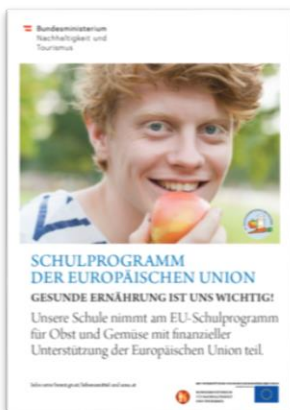 Bundesministerium
Nachhaltigkeit und
Tourismus
SCHULPROGRAMM
DER EUROPÄISCHEN UNION
GESUNDE ERNÄHRUNG IST UNS WICHTIG!
Unsere Schule nimmt am EU-Schulprogramm
für Obst und Gemüse mit finanzieller
Unterstützung der Europäischen Union teil.